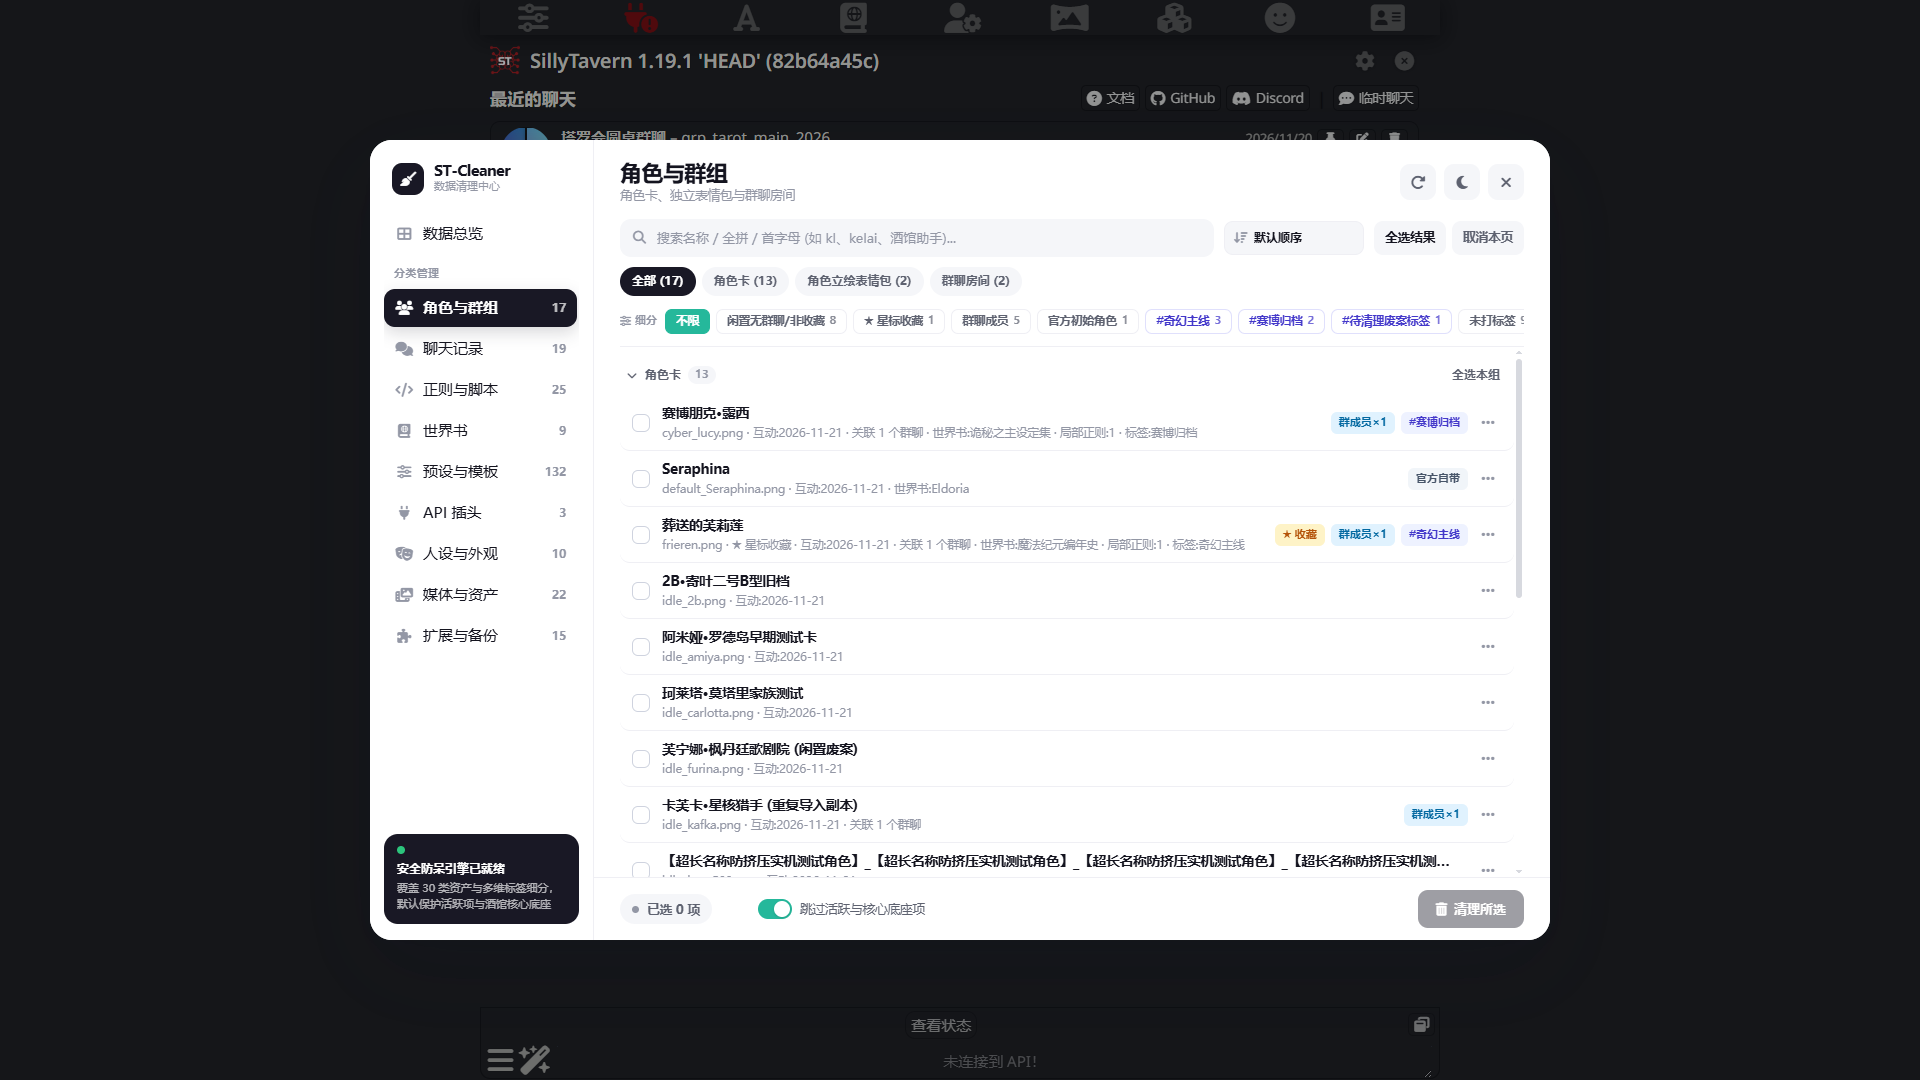 SillyTavern 1.19.1 'HEAD' (82b64a45c)
最近的聊天
文档
GitHub
Discord
临时聊天
塔罗会圆桌群聊 - grp_tarot_main_2026
2026/11/20
ST-Cleaner
数据清理中心
数据总览
分类管理
角色与群组 17
聊天记录 19
正则与脚本 25
世界书 9
预设与模板 132
API 插头 3
人设与外观 10
媒体与资产 22
扩展与备份 15
安全防呆引擎已就绪
覆盖 30 类资产与多维标签细分，
默认保护活跃项与酒馆核心底座
角色与群组
角色卡、独立表情包与群聊房间
搜索名称 / 全拼 / 首字母 (如 kl、kelai、酒馆助手)...
默认顺序
全选结果
取消本页
全部 (17)
角色卡 (13)
角色立绘表情包 (2)
群聊房间 (2)
细分
不限
闲置无群聊/非收藏 8
★ 星标收藏 1
群聊成员 5
官方初始角色 1
#奇幻主线 3
#赛博归档 2
#待清理废案标签 1
未打标签
角色卡 13
全选本组
赛博朋克•露西
cyber_lucy.png · 互动:2026-11-21 · 关联 1 个群聊 · 世界书:诡秘之主设定集 · 局部正则:1 · 标签:赛博归档
群成员×1
#赛博归档
Seraphina
default_Seraphina.png · 互动:2026-11-21 · 世界书:Eldoria
官方自带
葬送的芙莉莲
frieren.png · ★ 星标收藏 · 互动:2026-11-21 · 关联 1 个群聊 · 世界书:魔法纪元编年史 · 局部正则:1 · 标签:奇幻主线
★ 收藏
群成员×1
#奇幻主线
2B•寄叶二号B型旧档
idle_2b.png · 互动:2026-11-21
阿米娅•罗德岛早期测试卡
idle_amiya.png · 互动:2026-11-21
珂莱塔•莫塔里家族测试
idle_carlotta.png · 互动:2026-11-21
芙宁娜•枫丹廷歌剧院 (闲置废案)
idle_furina.png · 互动:2026-11-21
卡芙卡•星核猎手 (重复导入副本)
idle_kafka.png · 互动:2026-11-21 · 关联 1 个群聊
群成员×1
【超长名称防挤压实机测试角色】_【超长名称防挤压实机测试角色】_【超长名称防挤压实机测试角色】_【超长名称防挤压实机测...
已选 0 项
跳过活跃与核心底座项
清理所选
查看状态
未连接到 API!